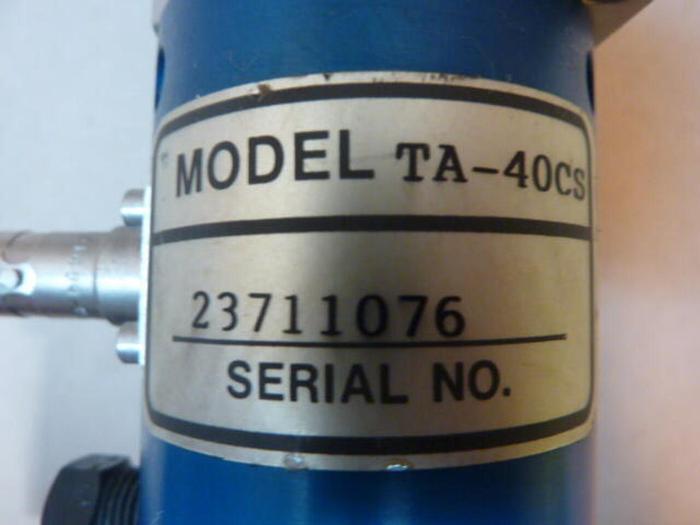 MODEL TA-40CS
23711076
SERIAL NO.